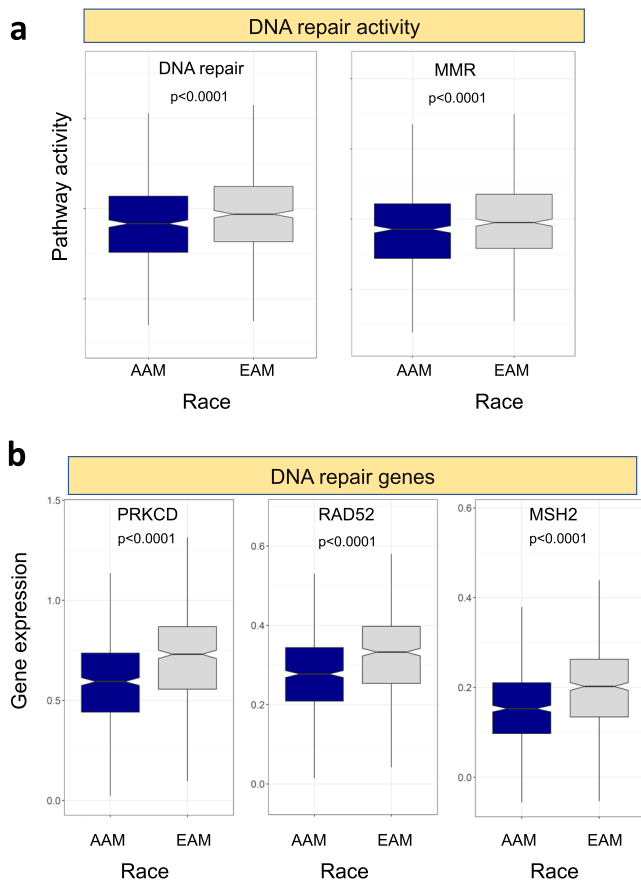 a
DNA repair activity
DNA repair
p<0.0001
MMR
p<0.0001
Pathway activity
AAM EAM
AAM EAM
Race
Race
b
DNA repair genes
Gene expression
PRKCD
p<0.0001
1.5
1.0
0.5
0.0
AAM EAM
Race
RAD52
p<0.0001
0.6
0.4
0.2
0.0
AAM EAM
Race
MSH2
p<0.0001
0.6
0.4
0.2
0.0
AAM EAM
Race